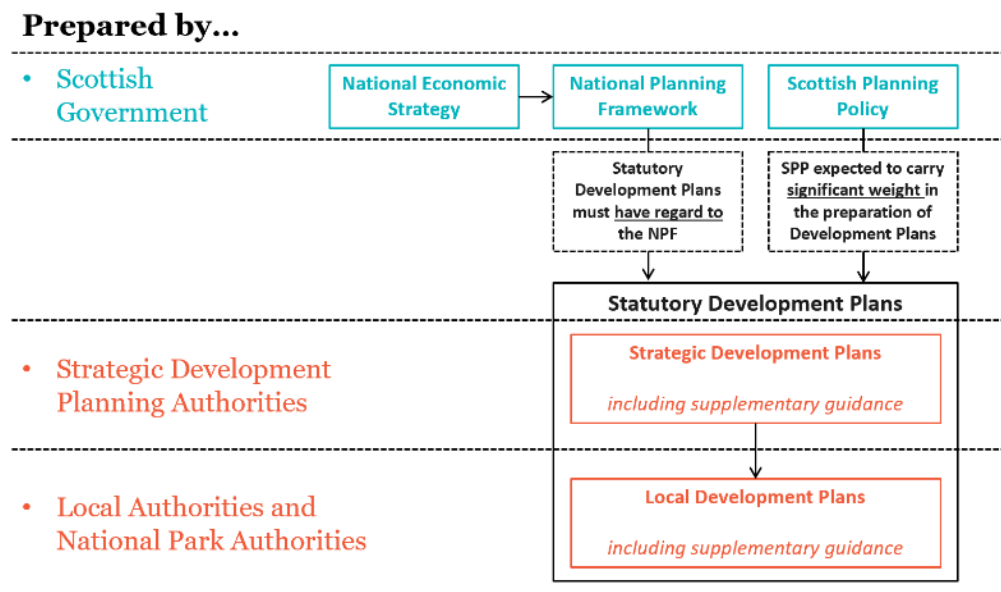 Prepared by...
• Scottish
Government
National Economic
Strategy
National Planning
Framework
Scottish Planning
Policy
Statutory
Development Plans
must have regard to
the NPF
SPP expected to carry
significant weight in
the preparation of
Development Plans
Statutory Development Plans
• Strategic Development
Planning Authorities
Strategic Development Plans
including supplementary guidance
• Local Authorities and
National Park Authorities
Local Development Plans
including supplementary guidance